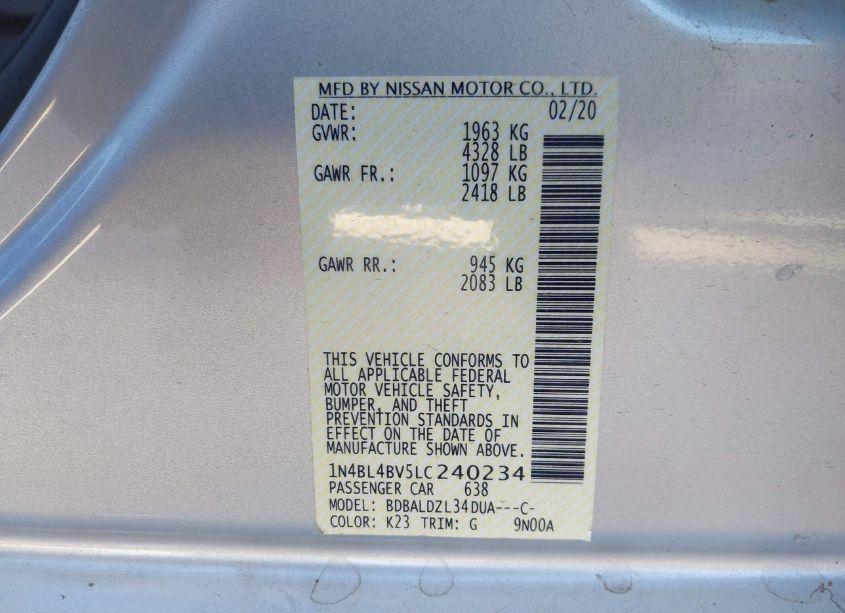 MFD BY NISSAN MOTOR CO., LTD.
DATE: 02/20
GVWR: 1963 KG
4328 LB
GAWR FR.: 1097 KG
2418 LB
GAWR RR.: 945 KG
2083 LB
THIS VEHICLE CONFORMS TO
ALL APPLICABLE FEDERAL
MOTOR VEHICLE SAFETY,
BUMPER, AND THEFT
PREVENTION STANDARDS IN
EFFECT ON THE DATE OF
MANUFACTURE SHOWN ABOVE.
1N4BL4BV5LC240234
PASSENGER CAR 638
MODEL: BDBALDZL34DUA---C-
COLOR: K23 TRIM: G 9N00A